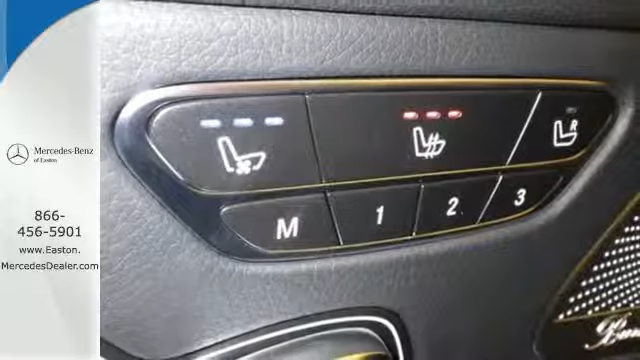 Mercedes-Benz
of Easton
866-
456-5901
www.Easton.
MercedesDealer.com
R
M 1 2 3